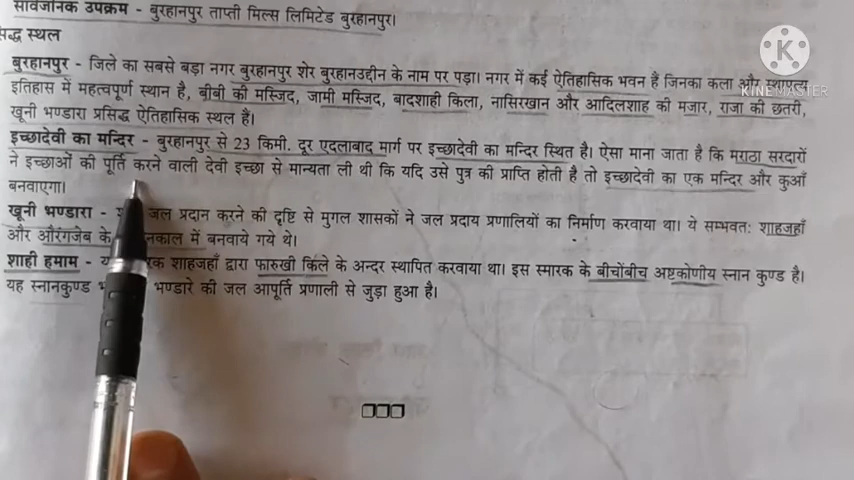 सार्वजनिक उपक्रम - बुरहानपुर ताप्ती मिल्स लिमिटेड बुरहानपुर।
सिद्ध स्थल
बुरहानपुर - जिले का सबसे बड़ा नगर बुरहानपुर शेर बुरहानउद्दीन के नाम पर पड़ा। नगर में कई ऐतिहासिक भवन हैं जिनका कला और
इतिहास में महत्वपूर्ण स्थान है, बीबी की मस्जिद, जामी मस्जिद, बादशाही किला, नासिरखान और आदिलशाह की मजार, राजा की छतरी,
खूनी भण्डारा प्रसिद्ध ऐतिहासिक स्थल हैं।
इच्छादेवी का मन्दिर - बुरहानपुर से 23 किमी. दूर एदलाबाद मार्ग पर इच्छादेवी का मन्दिर स्थित है। ऐसा माना जाता है कि मराठा सरदारों
ने इच्छाओं की पूर्ति करने वाली देवी इच्छा से मान्यता ली थी कि यदि उसे पुत्र की प्राप्ति होती है तो इच्छादेवी का एक मन्दिर और कुआँ
बनवाएगा।
खूनी भण्डारा - जल प्रदान करने की दृष्टि से मुगल शासकों ने जल प्रदाय प्रणालियों का निर्माण करवाया था। ये सम्भवतः शाहजहाँ
और औरंगजेब के में बनवाये गये थे।
शाही हमाम - शाहजहाँ द्वारा फारुखी किले के अन्दर स्थापित करवाया था। इस स्मारक के बीचोंबीच अष्टकोणीय स्नान कुण्ड है।
यह स्नानकुण्ड भण्डारे की जल आपूर्ति प्रणाली से जुड़ा हुआ है।
KINEMASTER